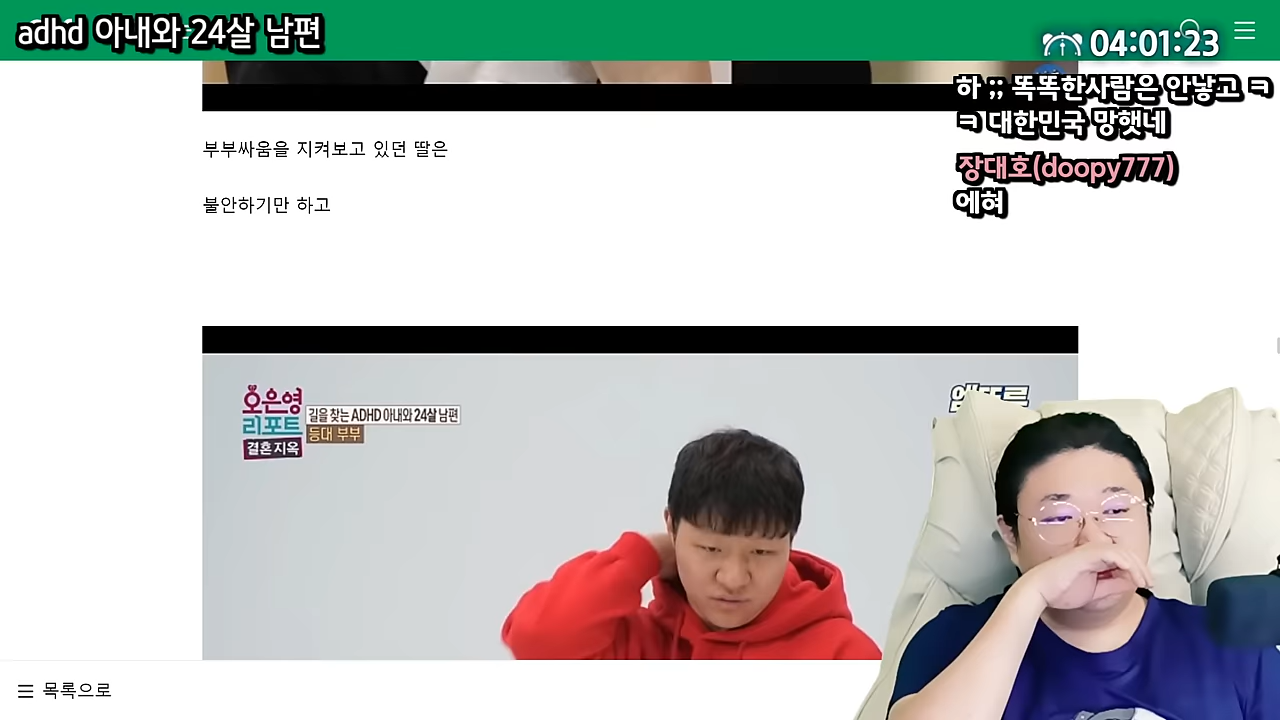 adhd 아내와 24살 남편
04:01:23
하 ;; 똑똑한사람은 안낳고 ㅋ
ㅋ 대한민국 망햇네
장대호(doopy777)
에혀
부부싸움을 지켜보고 있던 딸은
불안하기만 하고
오은영
리포트
결혼 지옥
길을 찾는 ADHD 아내와 24살 남편
등대 부부
목록으로